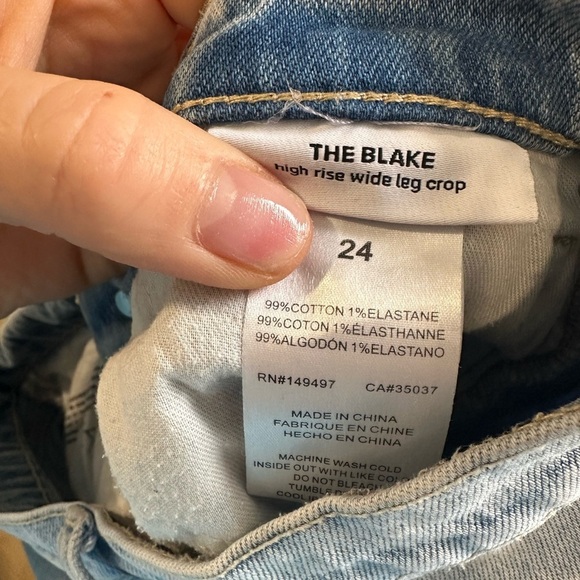 THE BLAKE
high rise wide leg crop
24
99%COTTON 1%ELASTANE
99%COTON 1%ÉLASTHANNE
99%ALGODÓN 1%ELASTANO
RN#149497 CA#35037
MADE IN CHINA
FABRIQUE EN CHINE
HECHO EN CHINA
MACHINE WASH COLD
INSIDE OUT WITH LIKE
DO NOT BLEACH
TUMBLE